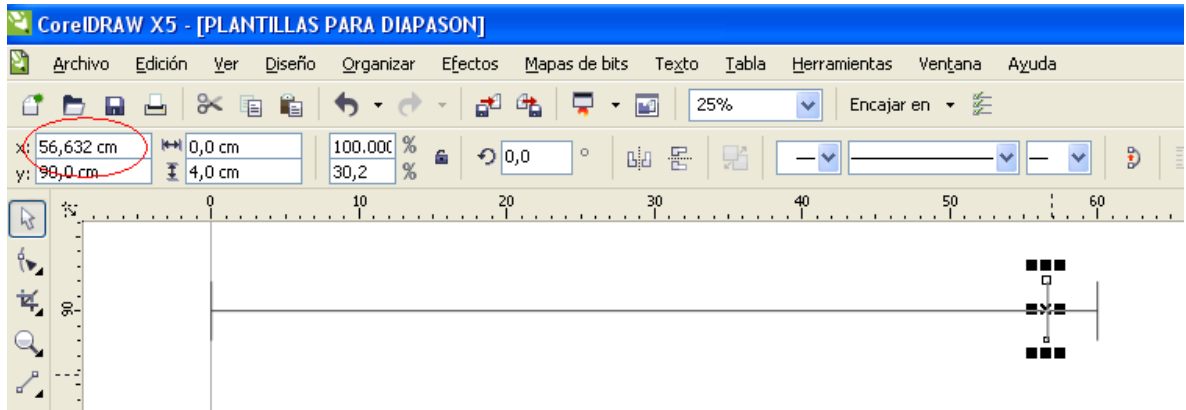 CorelDRAW X5 - [PLANTILLAS PARA DIAPASON]
Archivo Edición Ver Diseño Organizar Efectos Mapas de bits Texto Tabla Herramientas Ventana Ayuda
25% Encajar en
x: 56,632 cm 0,0 cm 100.000 % 0,0 °
y: 90,0 cm 4,0 cm 30,2 %
0 10 20 30 40 50 60
90